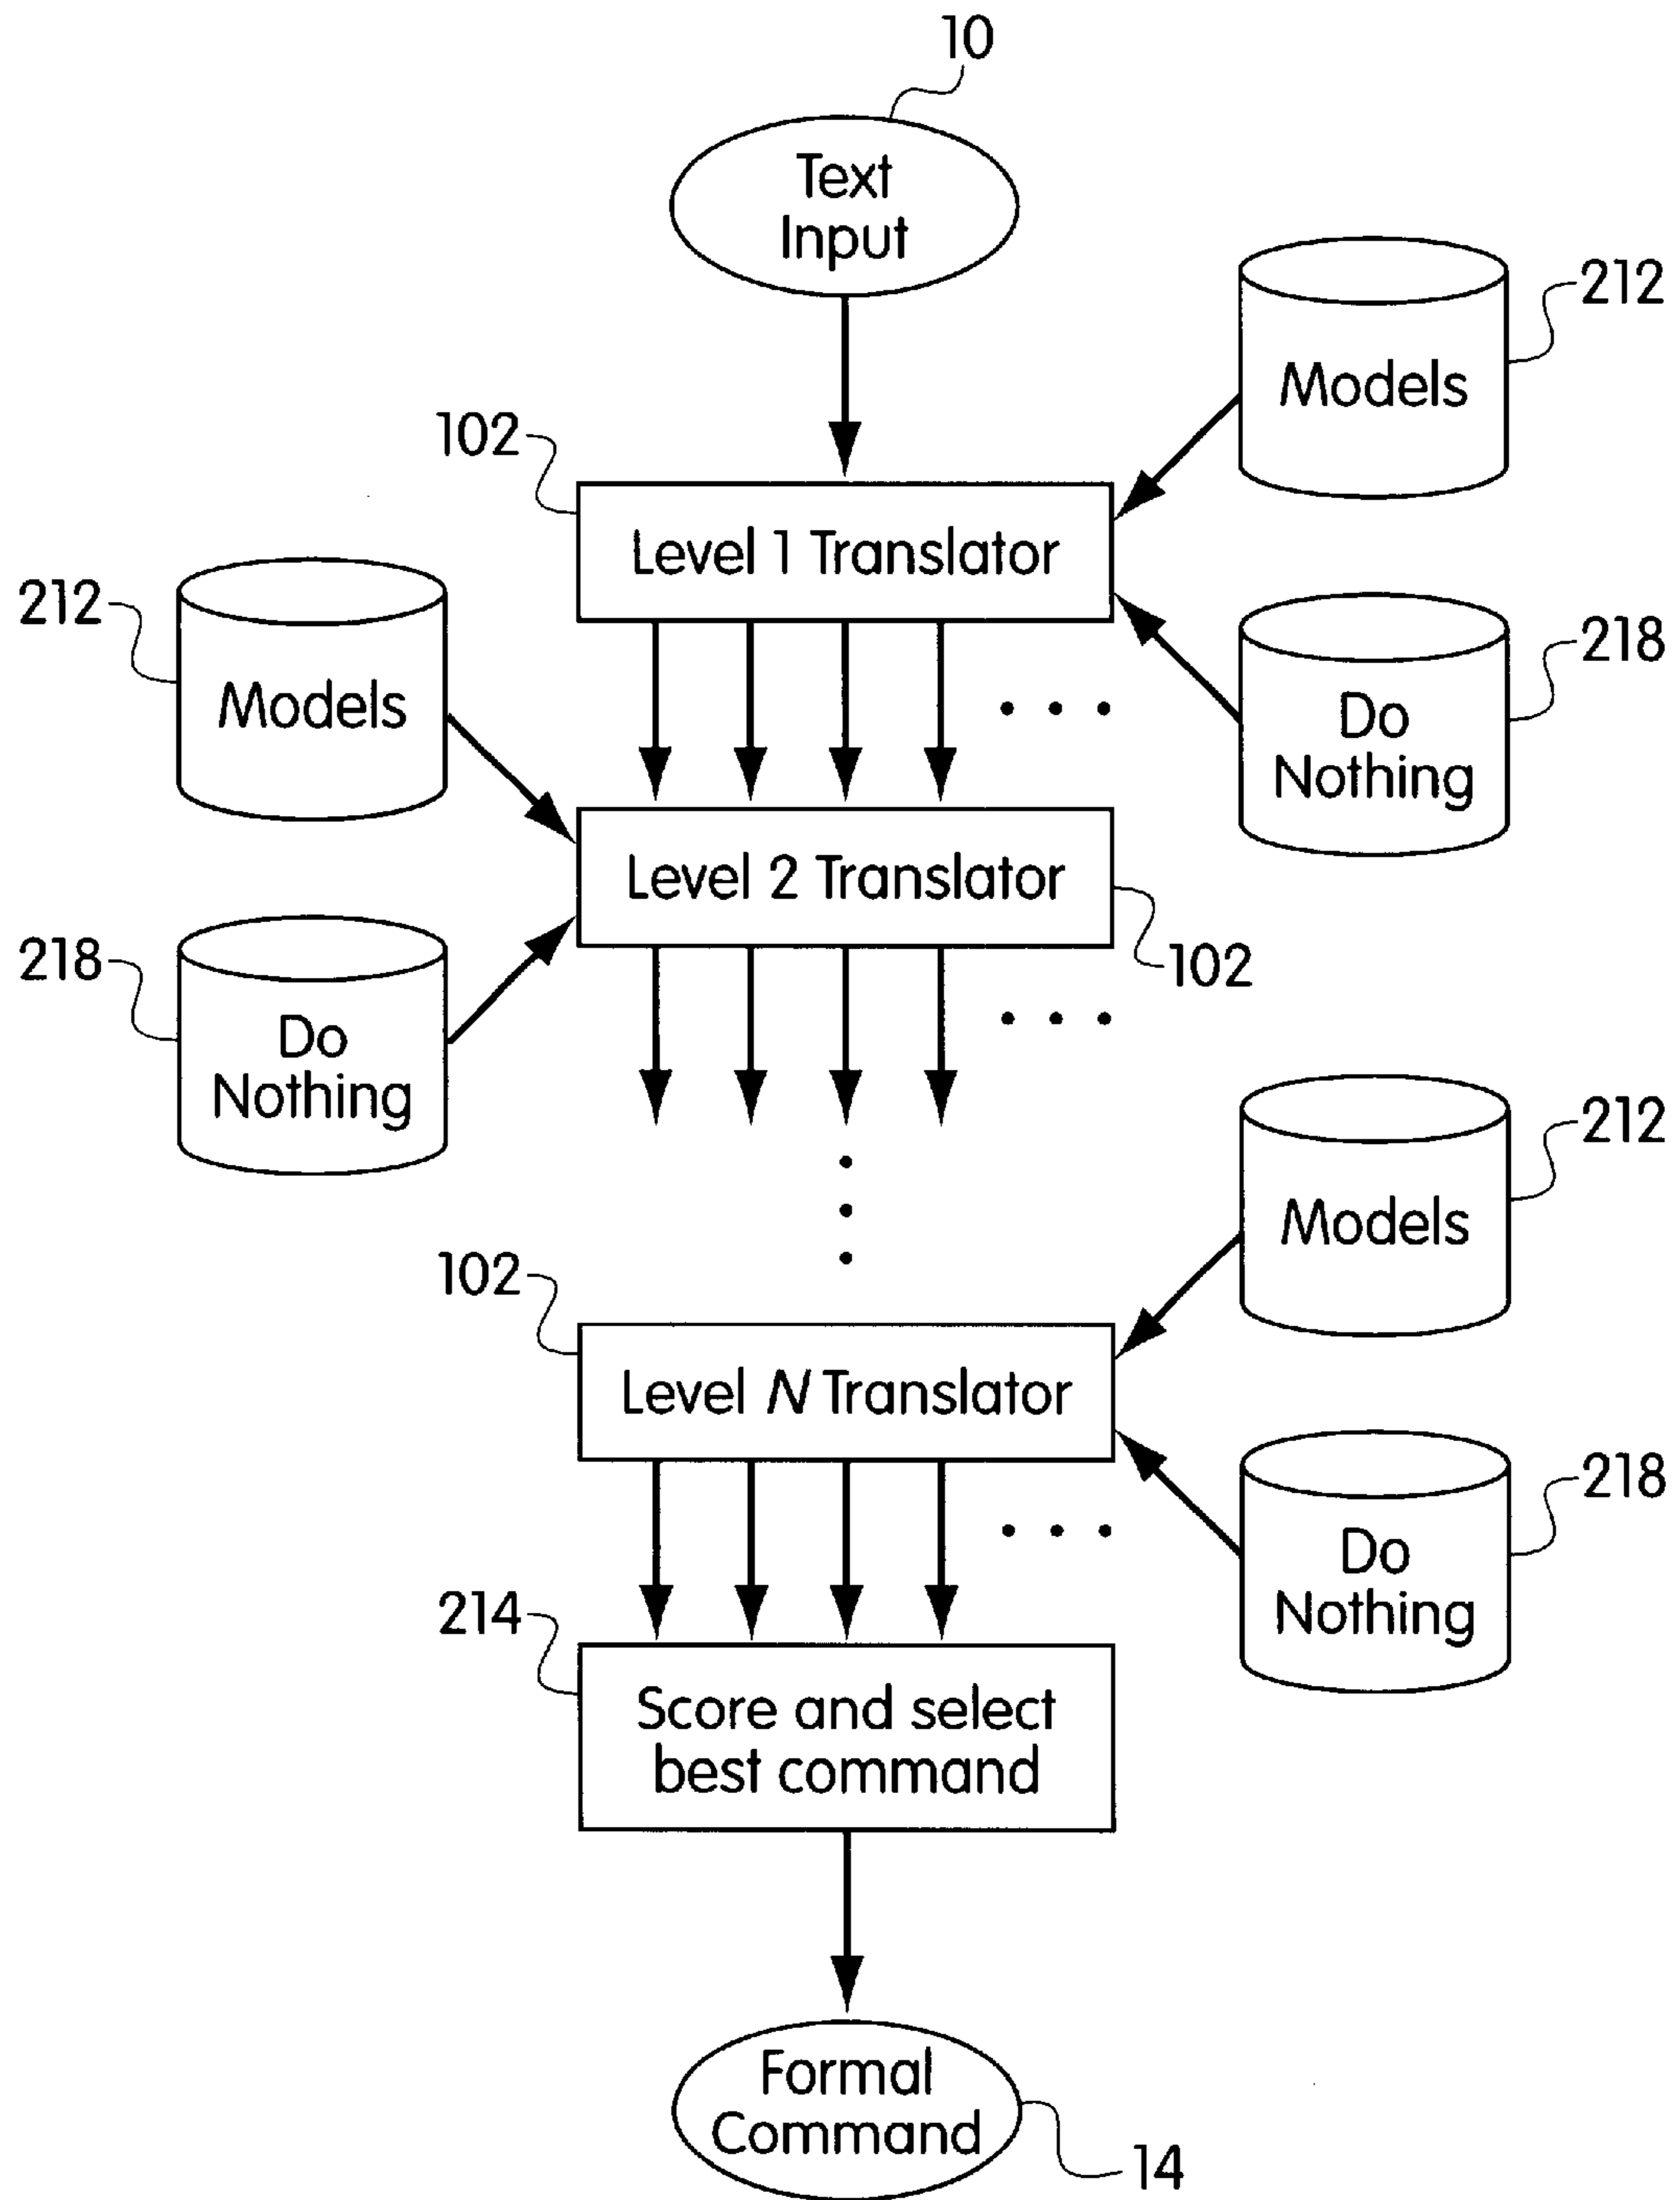 10
Text
Input
212
Models
102
Level 1 Translator
212
Models
218
Do
Nothing
Level 2 Translator
102
218
Do
Nothing
212
Models
102
Level N Translator
218
Do
Nothing
214
Score and select
best command
Formal
Command
14